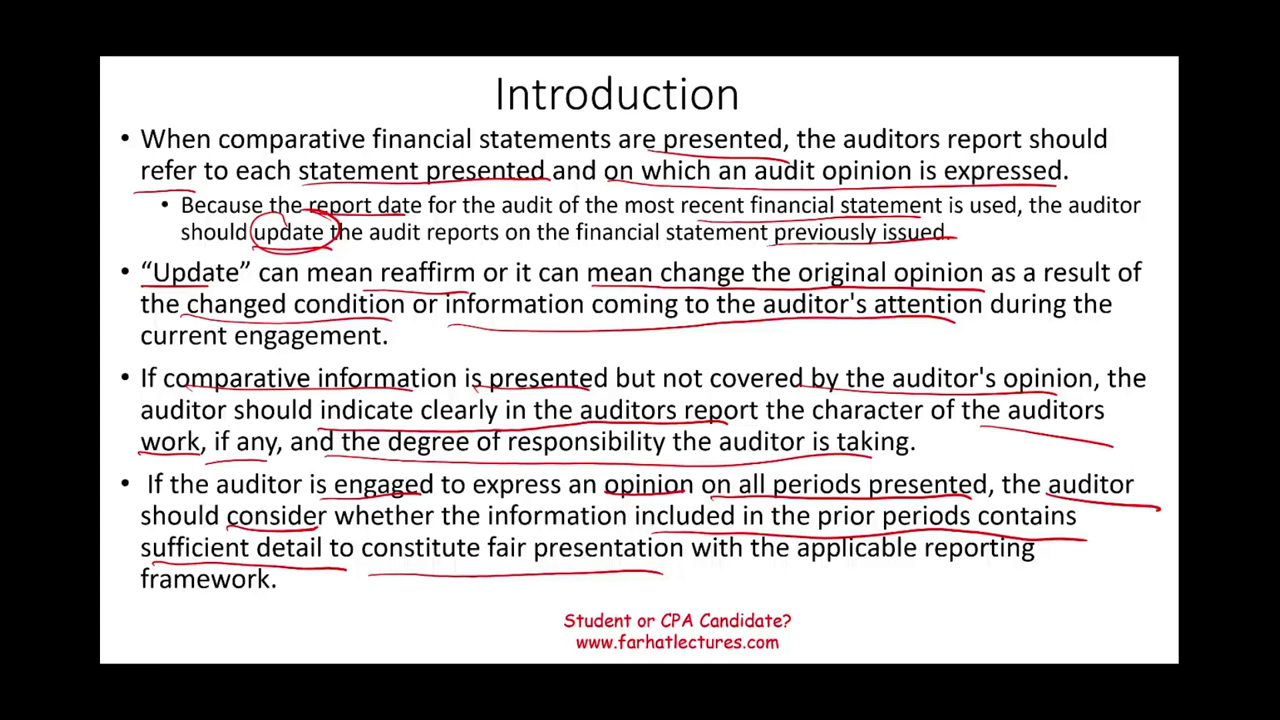 Introduction
• When comparative financial statements are presented, the auditors report should
refer to each statement presented and on which an audit opinion is expressed.
• Because the report date for the audit of the most recent financial statement is used, the auditor
should update the audit reports on the financial statement previously issued.
• “Update” can mean reaffirm or it can mean change the original opinion as a result of
the changed condition or information coming to the auditor's attention during the
current engagement.
• If comparative information is presented but not covered by the auditor's opinion, the
auditor should indicate clearly in the auditors report the character of the auditors
work, if any, and the degree of responsibility the auditor is taking.
• If the auditor is engaged to express an opinion on all periods presented, the auditor
should consider whether the information included in the prior periods contains
sufficient detail to constitute fair presentation with the applicable reporting
framework.
Student or CPA Candidate?
www.farhatlectures.com